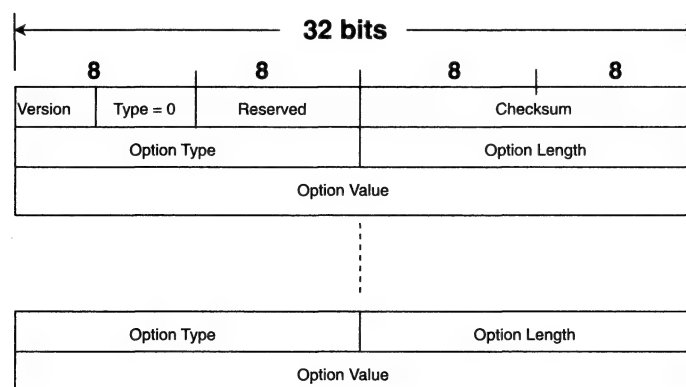 32 bits
8 8 8 8
Version Type = 0 Reserved Checksum
Option Type Option Length
Option Value
Option Type Option Length
Option Value